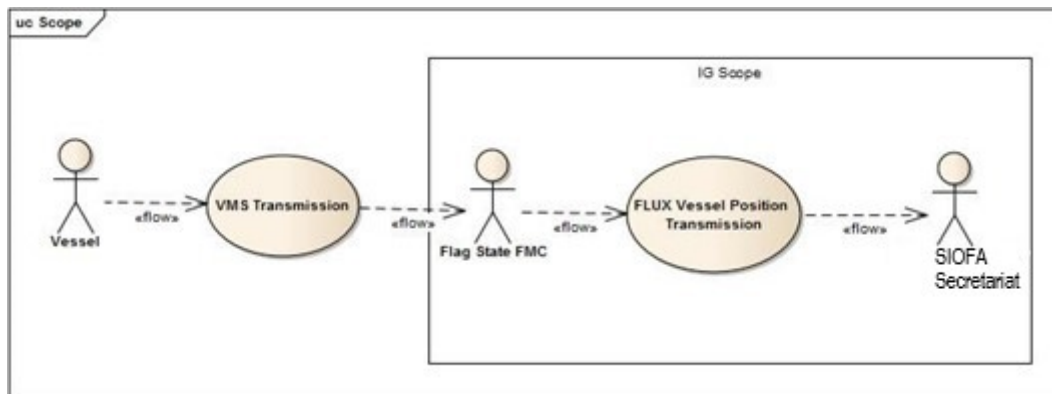 uc Scope
IG Scope
«flow»
VMS Transmission
«flow»
«flow»
FLUX Vessel Position
Transmission
«flow»
Vessel
Flag State FMC
SIOFA
Secretariat